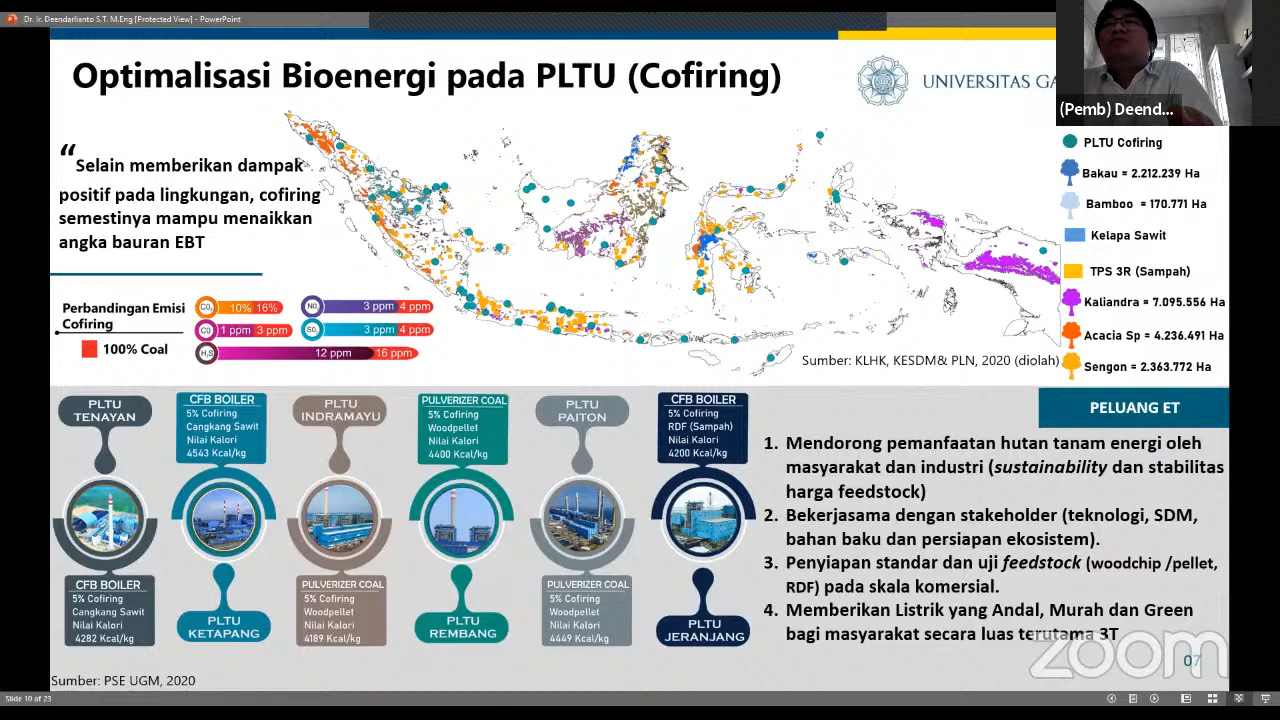 Dr. Ir. Deendarlianto S.T. M.Eng [Protected View] - PowerPoint
Optimalisasi Bioenergi pada PLTU (Cofiring)
UNIVERSITAS GA
(Pemb) Deend...
“Selain memberikan dampak
positif pada lingkungan, cofiring
semestinya mampu menaikkan
angka bauran EBT
PLTU Cofiring
Bakau = 2.212.239 Ha
Bamboo = 170.771 Ha
Kelapa Sawit
TPS 3R (Sampah)
Kaliandra = 7.095.556 Ha
Acacia Sp = 4.236.491 Ha
Sengon = 2.363.772 Ha
Perbandingan Emisi
Cofiring
100% Coal
CO₂ 10% 16%
CO 1 ppm 3 ppm
H₂S 12 ppm 16 ppm
3 ppm 4 ppm
3 ppm 4 ppm
Sumber: KLHK, KESDM& PLN, 2020 (diolah)
PLTU
TENAYAN
CFB BOILER
5% Cofiring
Cangkang Sawit
Nilai Kalori
4282 Kcal/kg
CFB BOILER
5% Cofiring
Cangkang Sawit
Nilai Kalori
4543 Kcal/kg
PLTU
KETAPANG
PLTU
INDRAMAYU
PULVERIZER COAL
5% Cofiring
Woodpellet
Nilai Kalori
4189 Kcal/kg
PULVERIZER COAL
5% Cofiring
Woodpellet
Nilai Kalori
4400 Kcal/kg
PLTU
REMBANG
PLTU
PAITON
PULVERIZER COAL
5% Cofiring
Woodpellet
Nilai Kalori
4449 Kcal/kg
CFB BOILER
5% Cofiring
RDF (Sampah)
Nilai Kalori
4200 Kcal/kg
PLTU
JERANJANG
PELUANG ET
1. Mendorong pemanfaatan hutan tanam energi oleh
masyarakat dan industri (sustainability dan stabilitas
harga feedstock)
2. Bekerjasama dengan stakeholder (teknologi, SDM,
bahan baku dan persiapan ekosistem).
3. Penyiapan standar dan uji feedstock (woodchip /pellet,
RDF) pada skala komersial.
4. Memberikan Listrik yang Andal, Murah dan Green
bagi masyarakat secara luas terutama 3T
zoom
07
Sumber: PSE UGM, 2020
Slide 10 of 23